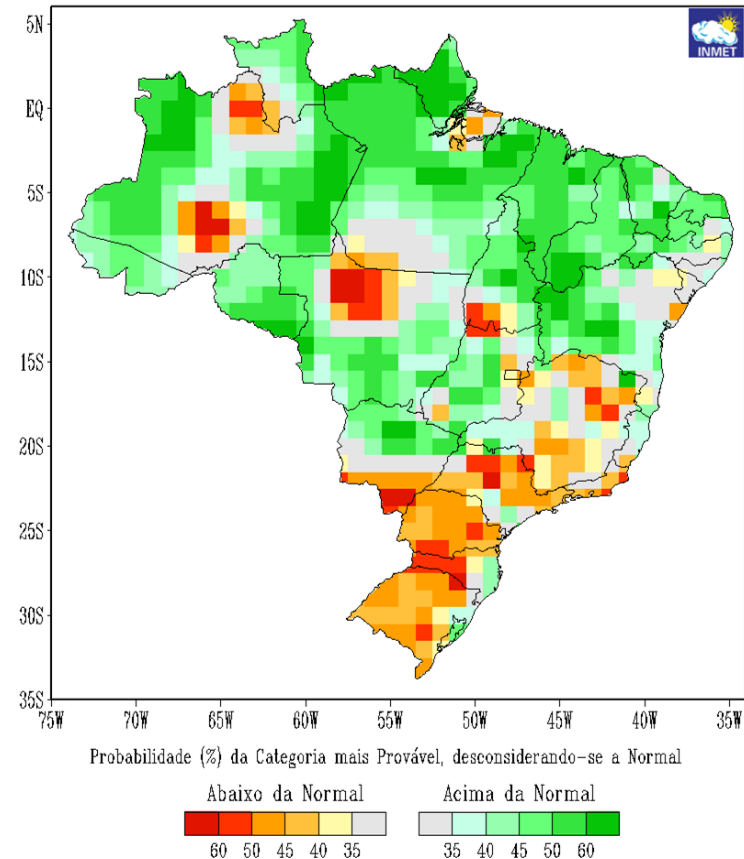 INMET
5N
EQ
5S
10S
15S
20S
25S
30S
35S
75W 70W 65W 60W 55W 50W 45W 40W 35W
Probabilidade (%) da Categoria mais Provável, desconsiderando-se a Normal
Abaixo da Normal Acima da Normal
60 50 45 40 35 35 40 45 50 60